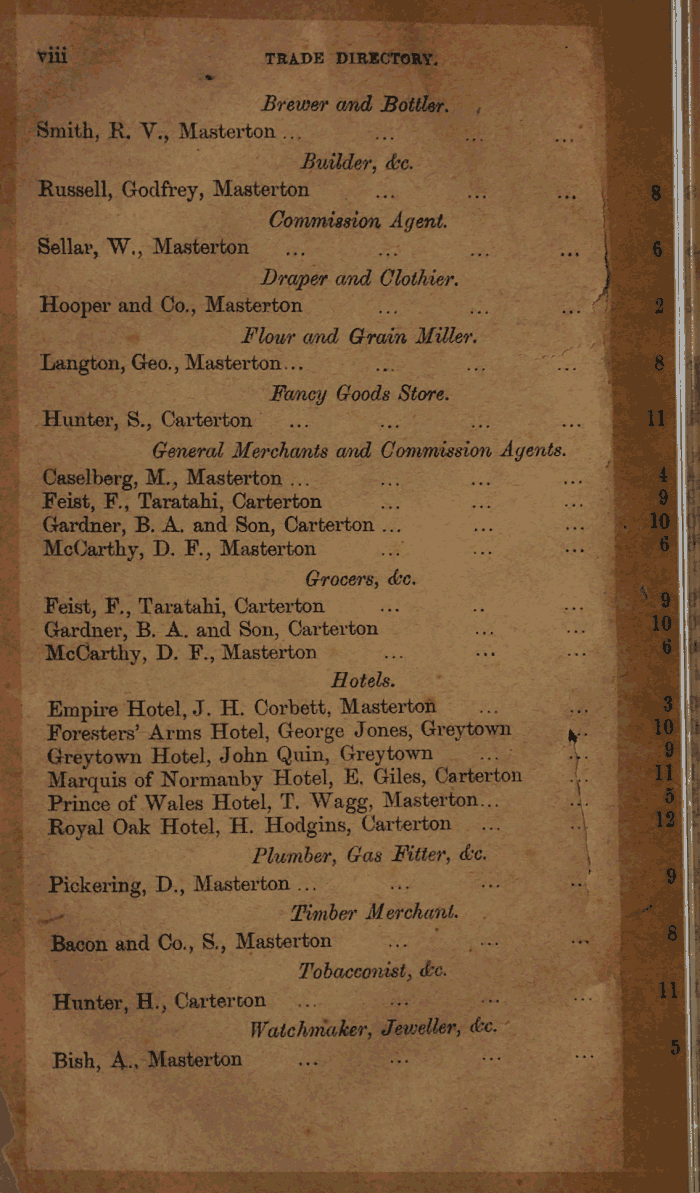 viii TRADE DIRECTORY.
Brewer and Bottler.
Smith, R. V., Masterton ... ... ... ...
Builder, &c.
Russell, Godfrey, Masterton ... ... ... 8
Commission Agent.
Sellar, W., Masterton ... ... ... ... 6
Draper and Clothier.
Hooper and Co., Masterton ... ... ... 2
Flour and Grain Miller.
Langton, Geo., Masterton... ... ... ... 8
Fancy Goods Store.
Hunter, S., Carterton ... ... ... ... 11
General Merchants and Commission Agents.
Caselberg, M., Masterton ... ... ... ... 4
Feist, F., Taratahi, Carterton ... ... ... 9
Gardner, B. A. and Son, Carterton ... ... ... 10
McCarthy, D. F., Masterton ... ... ... 6
Grocers, &c.
Feist, F., Taratahi, Carterton ... .. ... 9
Gardner, B. A. and Son, Carterton ... ... 10
McCarthy, D. F., Masterton ... ... ... 6
Hotels.
Empire Hotel, J. H. Corbett, Masterton ... ... 3
Foresters' Arms Hotel, George Jones, Greytown ... 10
Greytown Hotel, John Quin, Greytown ... ... 9
Marquis of Normanby Hotel, E. Giles, Carterton ... 11
Prince of Wales Hotel, T. Wagg, Masterton... ... 5
Royal Oak Hotel, H. Hodgins, Carterton ... ... 12
Plumber, Gas Fitter, &c.
Pickering, D., Masterton ... ... ... ... 9
Timber Merchant.
Bacon and Co., S., Masterton ... ... ... 8
Tobacconist, &c.
Hunter, H., Carterton ... ... ... ... 11
Watchmaker, Jeweller, &c.
Bish, A., Masterton ... ... ... ... 5